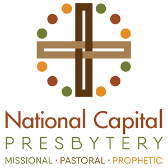 National Capital
PRESBYTERY
MISSIONAL • PASTORAL • PROPHETIC